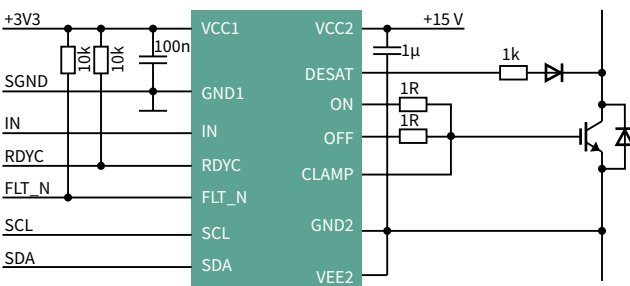 +3V3
VCC1
VCC2
+15 V
10k
10k
100n
1µ
1k
DESAT
SGND
GND1
ON
1R
IN
IN
OFF
1R
RDYC
RDYC
CLAMP
FLT_N
FLT_N
SCL
SCL
GND2
SDA
SDA
VEE2